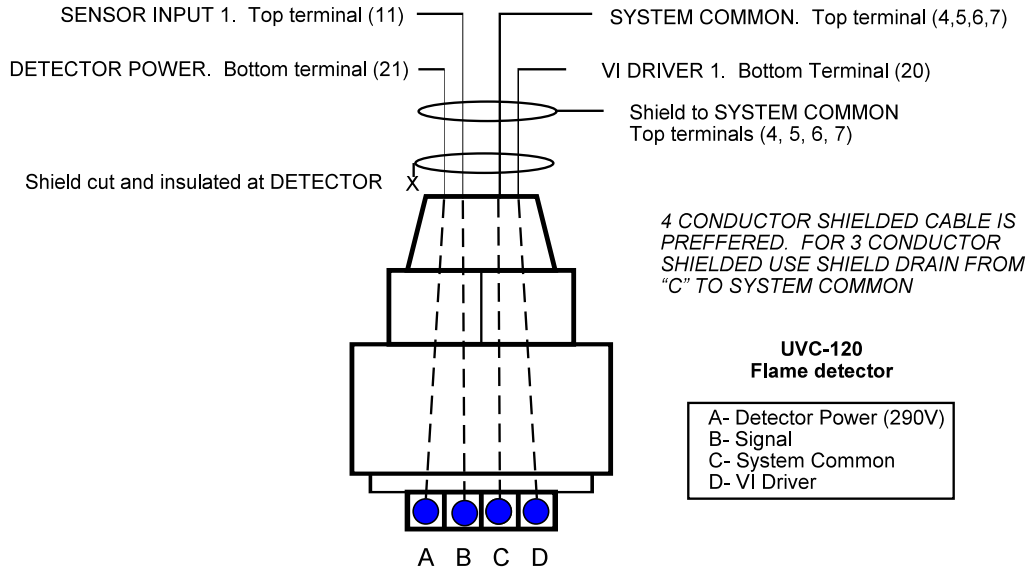 SENSOR INPUT 1. Top terminal (11)
SYSTEM COMMON. Top terminal (4,5,6,7)
DETECTOR POWER. Bottom terminal (21)
VI DRIVER 1. Bottom Terminal (20)
Shield to SYSTEM COMMON
Top terminals (4, 5, 6, 7)
Shield cut and insulated at DETECTOR
X
4 CONDUCTOR SHIELDED CABLE IS
PREFFERED. FOR 3 CONDUCTOR
SHIELDED USE SHIELD DRAIN FROM
“C” TO SYSTEM COMMON
UVC-120
Flame detector
A- Detector Power (290V)
B- Signal
C- System Common
D- VI Driver
A B C D